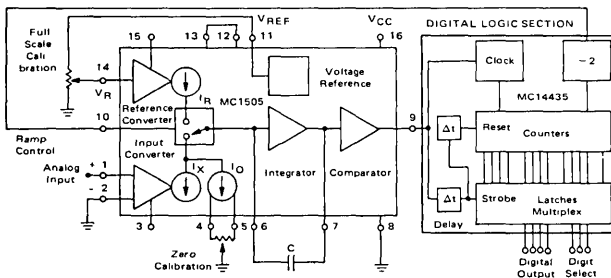 Full
Scale
Cali
bration
VREF
VCC
15
13
12
11
16
DIGITAL LOGIC SECTION
14
VR
IR
Voltage
Reference
Clock
-2
Reference
Converter
MC1505
MC14435
10
Ramp
Control
Input
Converter
9
Δt
Reset
Counters
Analog
Input
+ 1
- 2
IX
IO
Integrator
Comparator
Δt
Strobe
Latches
Multiplex
Delay
3
4
5
6
7
8
C
Zero
Calibration
Digital
Output
Digit
Select